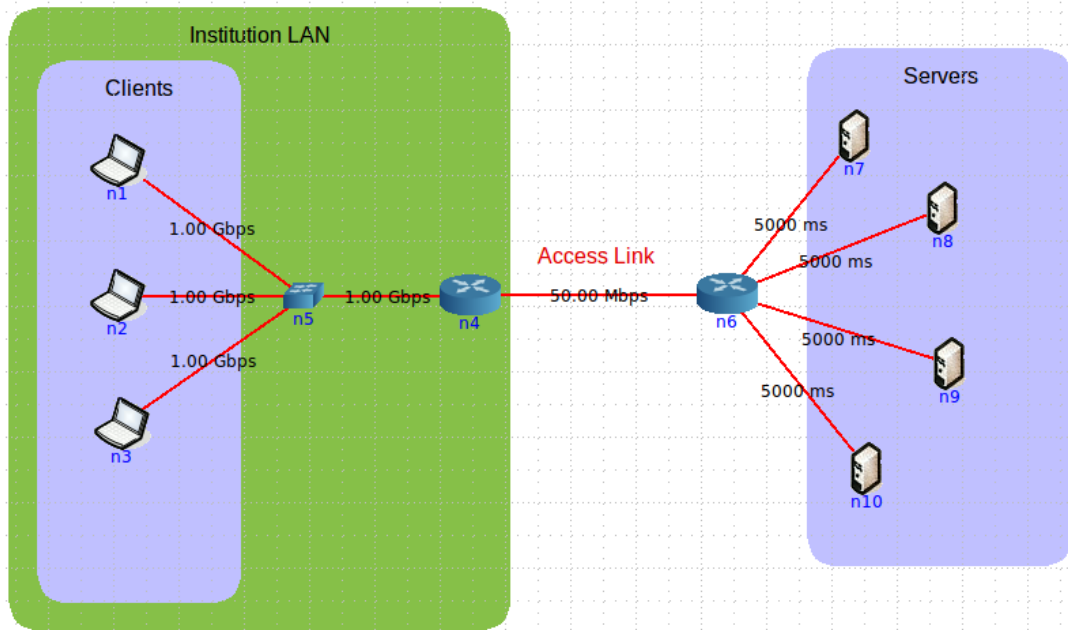 Institution LAN
Clients
n1
1.00 Gbps
n2
1.00 Gbps
n3
1.00 Gbps
n5
1.00 Gbps
n4
Access Link
50.00 Mbps
n6
Servers
n7
5000 ms
n8
5000 ms
n9
5000 ms
n10
5000 ms